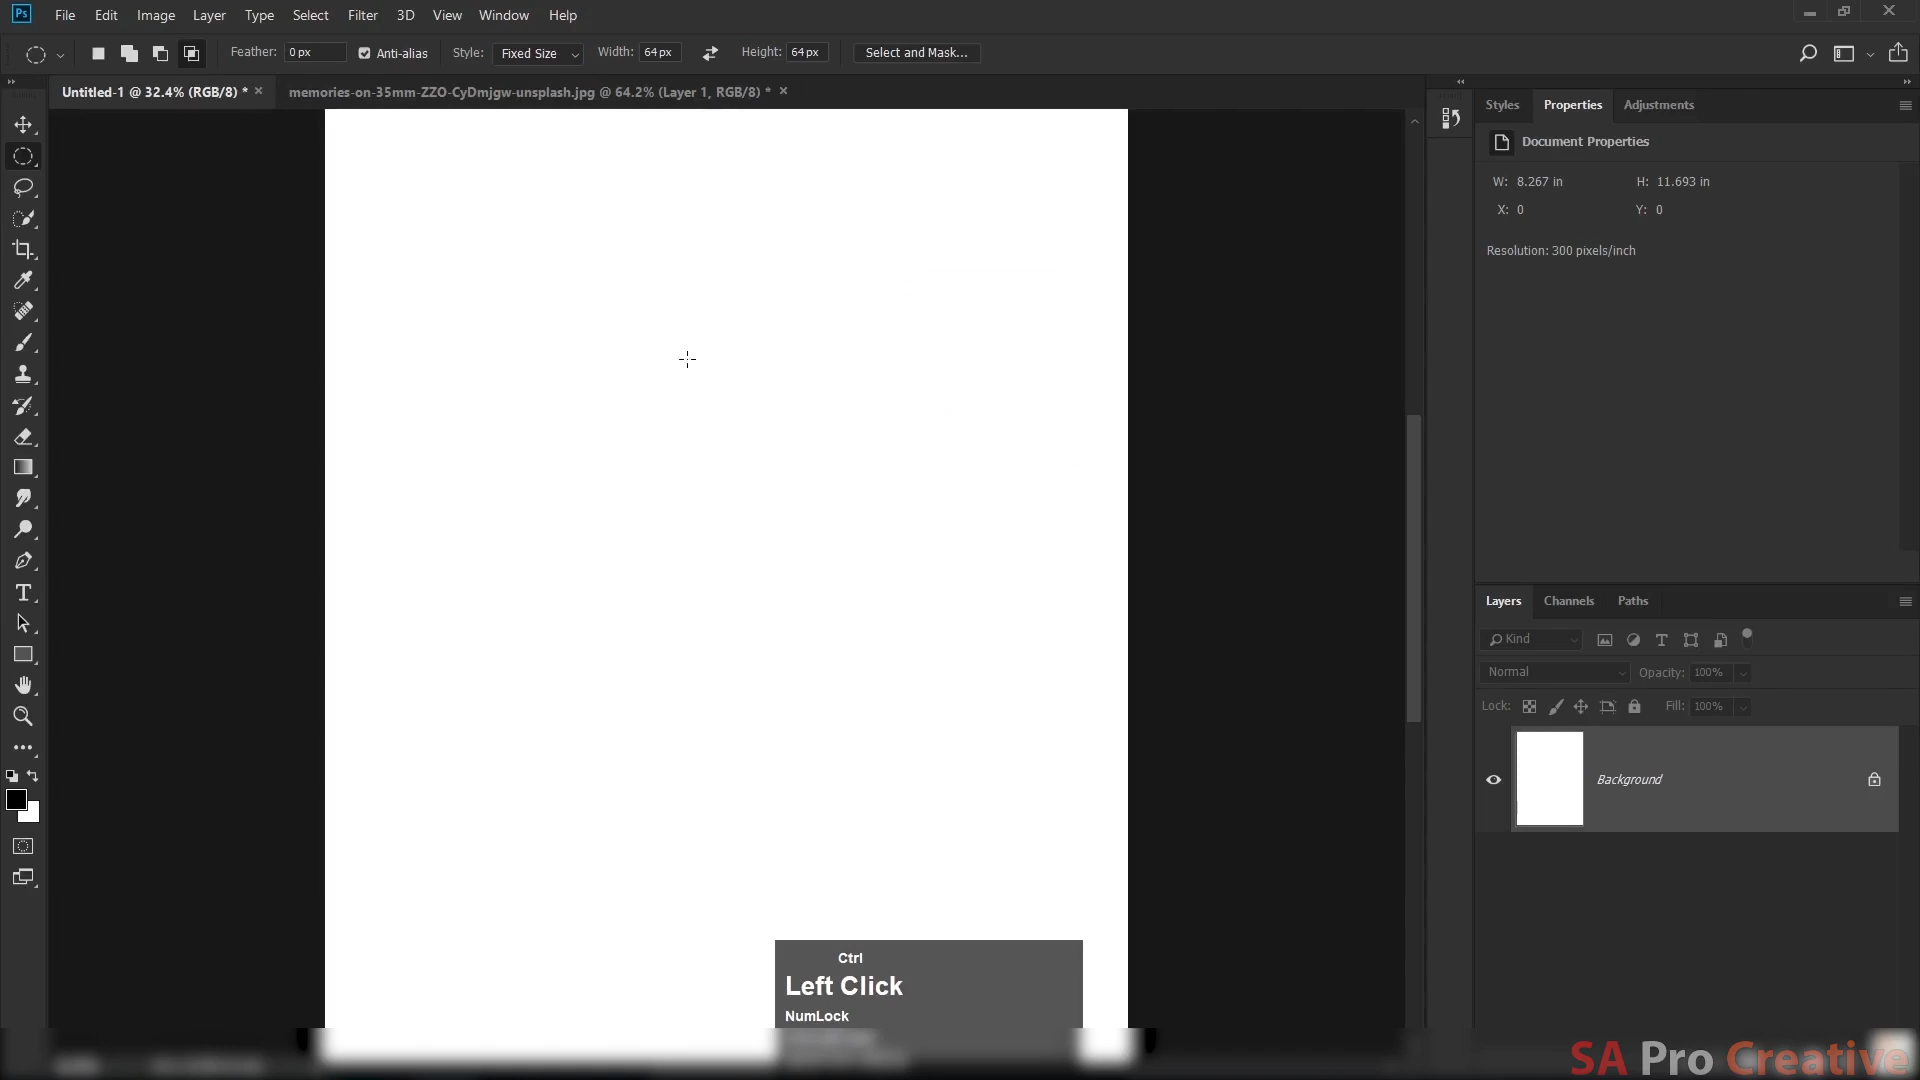 Ps File Edit Image Layer Type Select Filter 3D View Window Help
Feather: 0 px Anti-alias Style: Fixed Size Width: 64 px Height: 64 px Select and Mask...
Untitled-1 @ 32.4% (RGB/8) * × memories-on-35mm-ZZO-CyDmjgw-unsplash.jpg @ 64.2% (Layer 1, RGB/8) * ×
Styles Properties Adjustments
Document Properties
W: 8.267 in H: 11.693 in
X: 0 Y: 0
Resolution: 300 pixels/inch
Layers Channels Paths
Kind
Normal Opacity: 100%
Lock: Fill: 100%
Background
Ctrl
Left Click
NumLock
SA Pro Creative